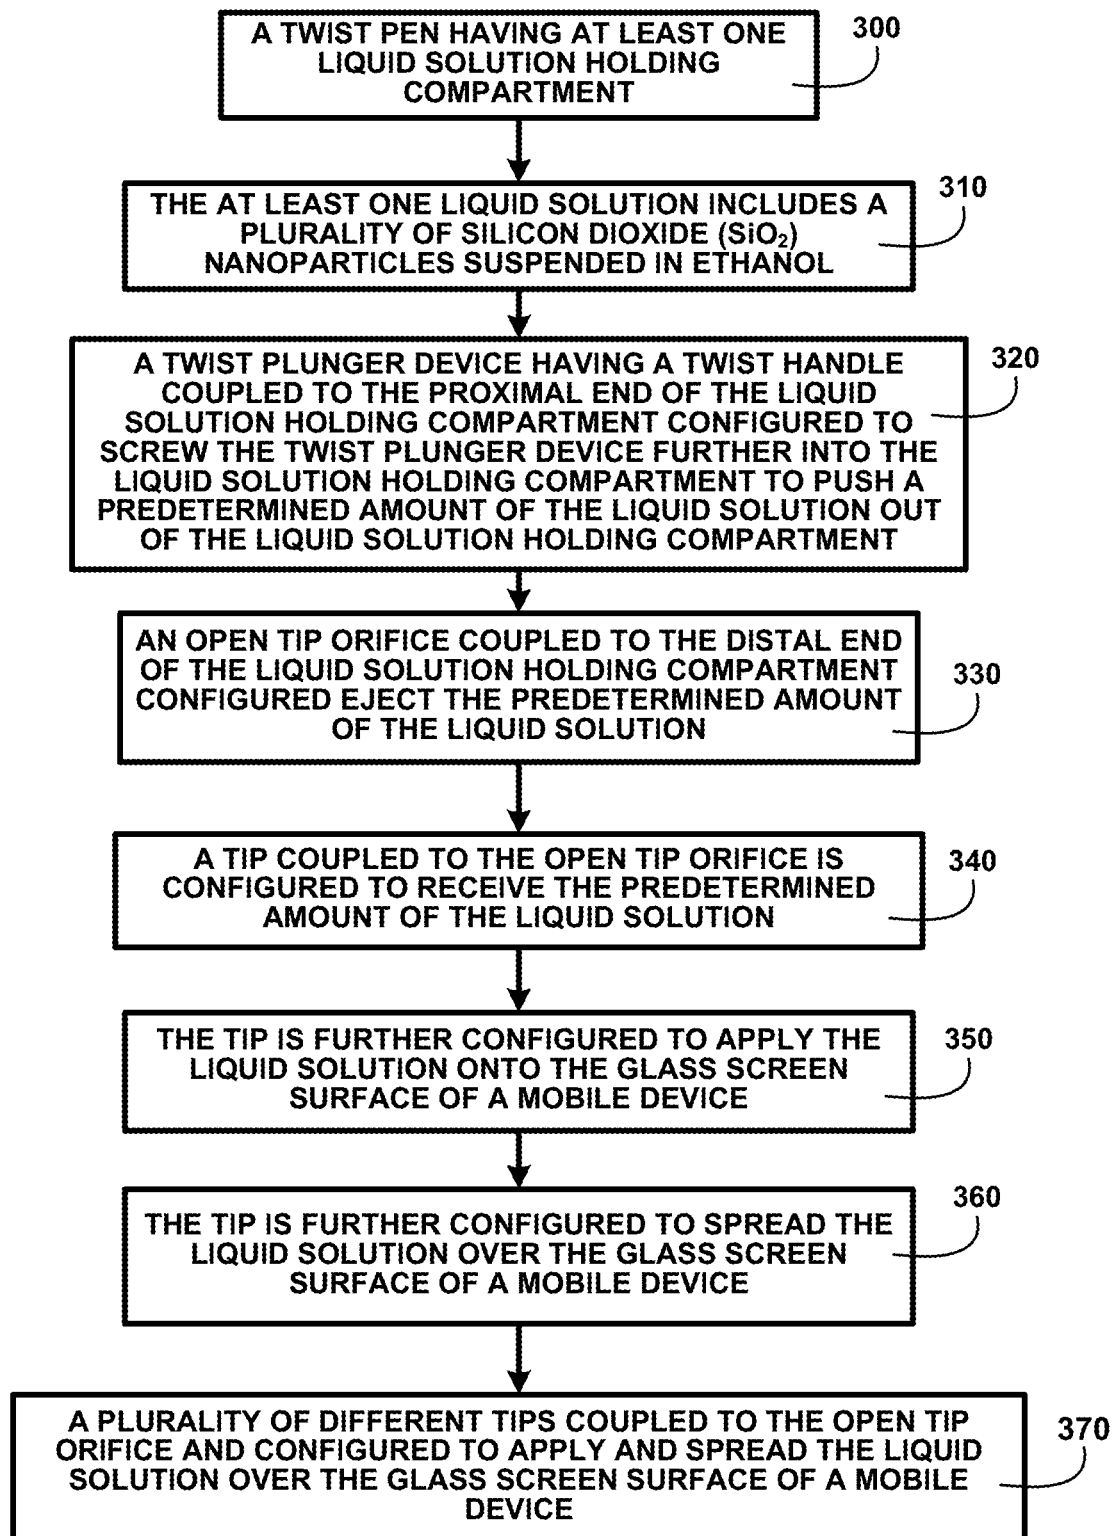 A TWIST PEN HAVING AT LEAST ONE
LIQUID SOLUTION HOLDING
COMPARTMENT
300
THE AT LEAST ONE LIQUID SOLUTION INCLUDES A
PLURALITY OF SILICON DIOXIDE (SiO₂)
NANOPARTICLES SUSPENDED IN ETHANOL
310
A TWIST PLUNGER DEVICE HAVING A TWIST HANDLE
COUPLED TO THE PROXIMAL END OF THE LIQUID
SOLUTION HOLDING COMPARTMENT CONFIGURED TO
SCREW THE TWIST PLUNGER DEVICE FURTHER INTO THE
LIQUID SOLUTION HOLDING COMPARTMENT TO PUSH A
PREDETERMINED AMOUNT OF THE LIQUID SOLUTION OUT
OF THE LIQUID SOLUTION HOLDING COMPARTMENT
320
AN OPEN TIP ORIFICE COUPLED TO THE DISTAL END
OF THE LIQUID SOLUTION HOLDING COMPARTMENT
CONFIGURED EJECT THE PREDETERMINED AMOUNT
OF THE LIQUID SOLUTION
330
A TIP COUPLED TO THE OPEN TIP ORIFICE IS
CONFIGURED TO RECEIVE THE PREDETERMINED
AMOUNT OF THE LIQUID SOLUTION
340
THE TIP IS FURTHER CONFIGURED TO APPLY THE
LIQUID SOLUTION ONTO THE GLASS SCREEN
SURFACE OF A MOBILE DEVICE
350
THE TIP IS FURTHER CONFIGURED TO SPREAD THE
LIQUID SOLUTION OVER THE GLASS SCREEN
SURFACE OF A MOBILE DEVICE
360
A PLURALITY OF DIFFERENT TIPS COUPLED TO THE OPEN TIP
ORIFICE AND CONFIGURED TO APPLY AND SPREAD THE LIQUID
SOLUTION OVER THE GLASS SCREEN SURFACE OF A MOBILE
DEVICE
370